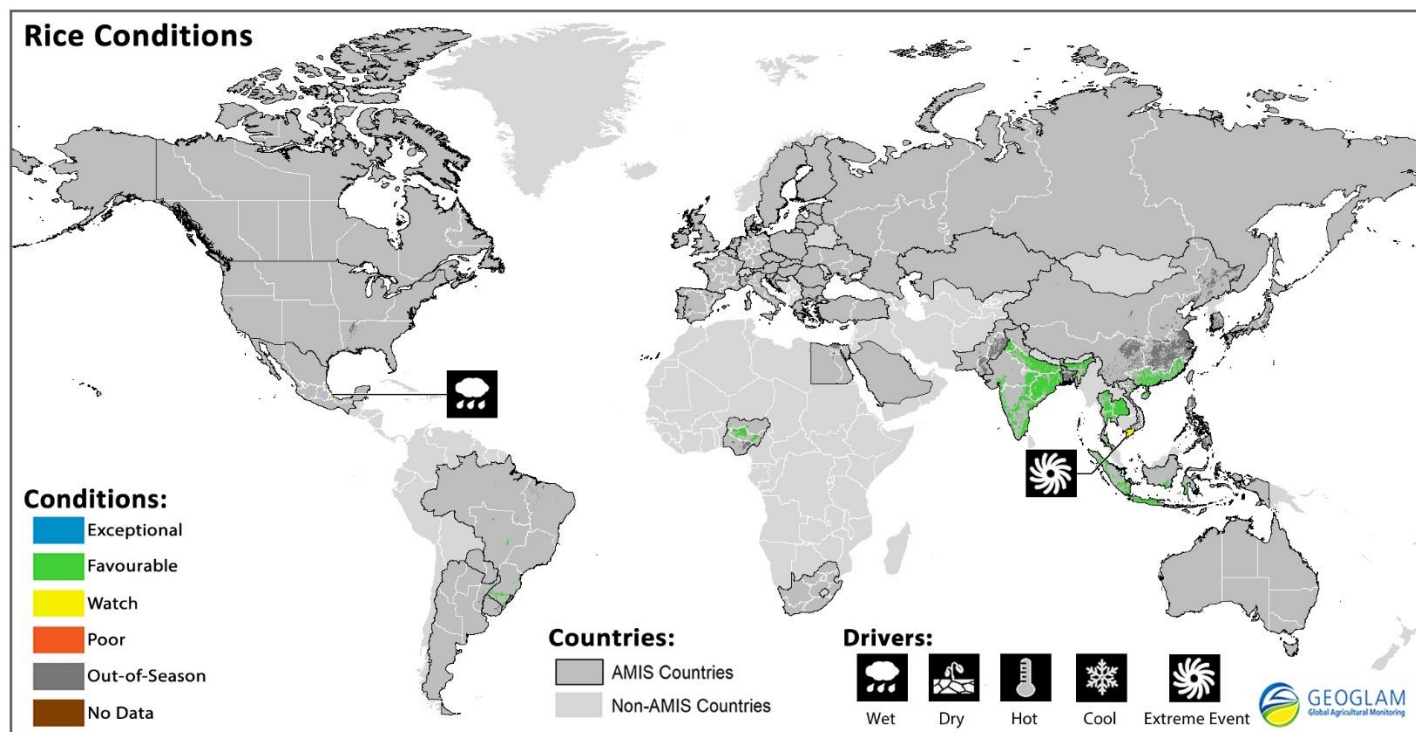 Rice Conditions
Conditions:
Exceptional
Favourable
Watch
Poor
Out-of-Season
No Data
Countries:
AMIS Countries
Non-AMIS Countries
Drivers:
Wet
Dry
Hot
Cool
Extreme Event
GEOGLAM
Global Agricultural Monitoring